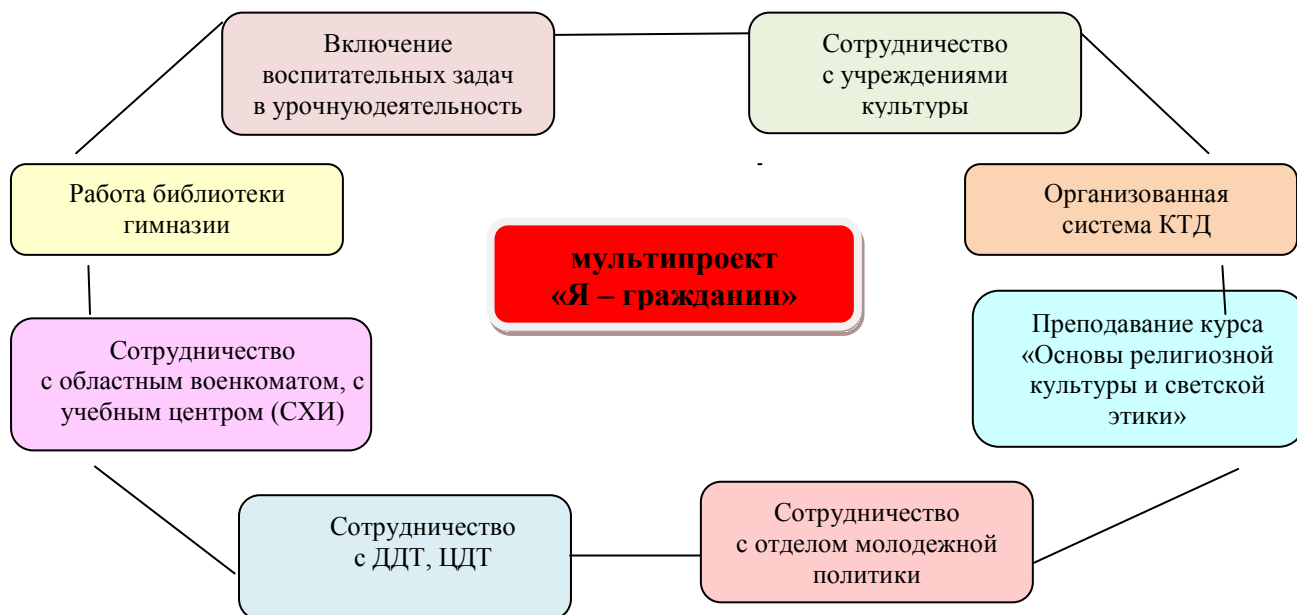 Включение
воспитательных задач
в урочнуюдеятельность
Сотрудничество
с учреждениями
культуры
Работа библиотеки
гимназии
Организованная
система КТД
мультипроект
«Я – гражданин»
Сотрудничество
с областным военкоматом, с
учебным центром (СХИ)
Преподавание курса
«Основы религиозной
культуры и светской
этики»
Сотрудничество
с ДДТ, ЦДТ
Сотрудничество
с отделом молодежной
политики